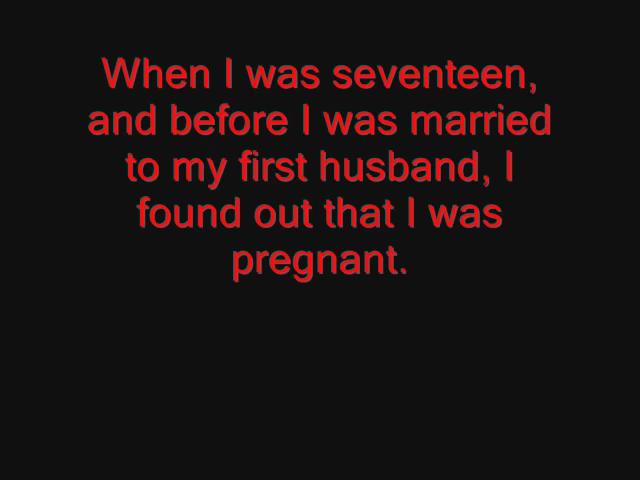 When I was seventeen,
and before I was married
to my first husband, I
found out that I was
pregnant.